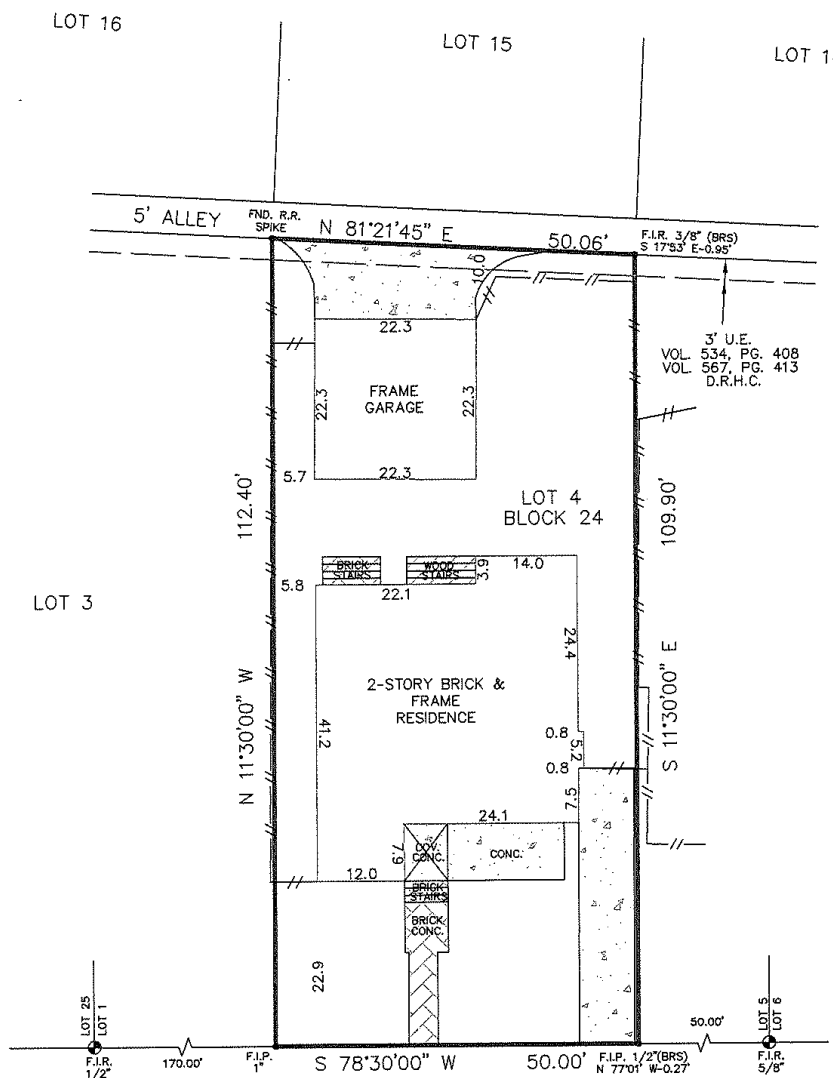 LOT 16
LOT 15
LOT 1
5' ALLEY
FND. R.R.
SPIKE
N 81°21'45" E
50.06'
F.I.R. 3/8" (BRS)
S 17°53' E-0.95'
10.0
22.3
3' U.E.
VOL. 534, PG. 408
VOL. 567, PG. 413
D.R.H.C.
FRAME
GARAGE
22.3
22.3
5.7
22.3
112.40'
LOT 4
BLOCK 24
109.90'
BRICK
STAIRS
WOOD
STAIRS
3.9
14.0
5.8
22.1
LOT 3
24.4
2-STORY BRICK &
FRAME
RESIDENCE
N 11°30'00" W
41.2
S 11°30'00" E
0.8
5.2
0.8
7.5
24.1
7.9
COV.
CONC.
CONC.
12.0
BRICK
STAIRS
BRICK
CONC.
22.9
LOT 25
LOT 1
F.I.R.
1/2"
170.00'
F.I.P.
1"
S 78°30'00" W
50.00'
F.I.P. 1/2"(BRS)
N 77°01' W-0.27'
50.00'
LOT 5
LOT 6
F.I.R.
5/8"